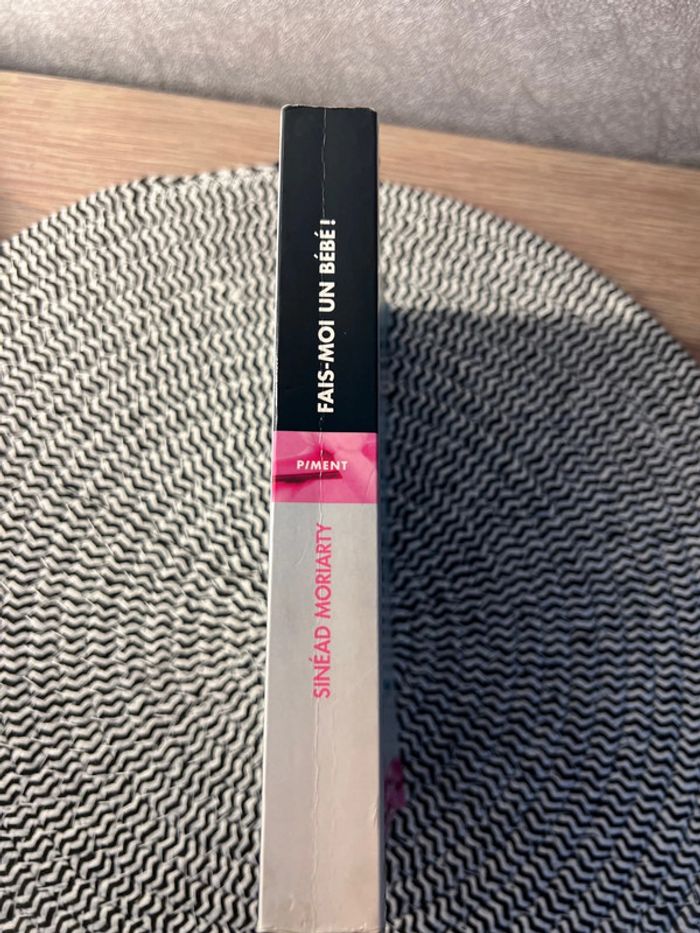 FAIS-MOI UN BÉBÉ !
PIMENT
SINÉAD MORIARTY